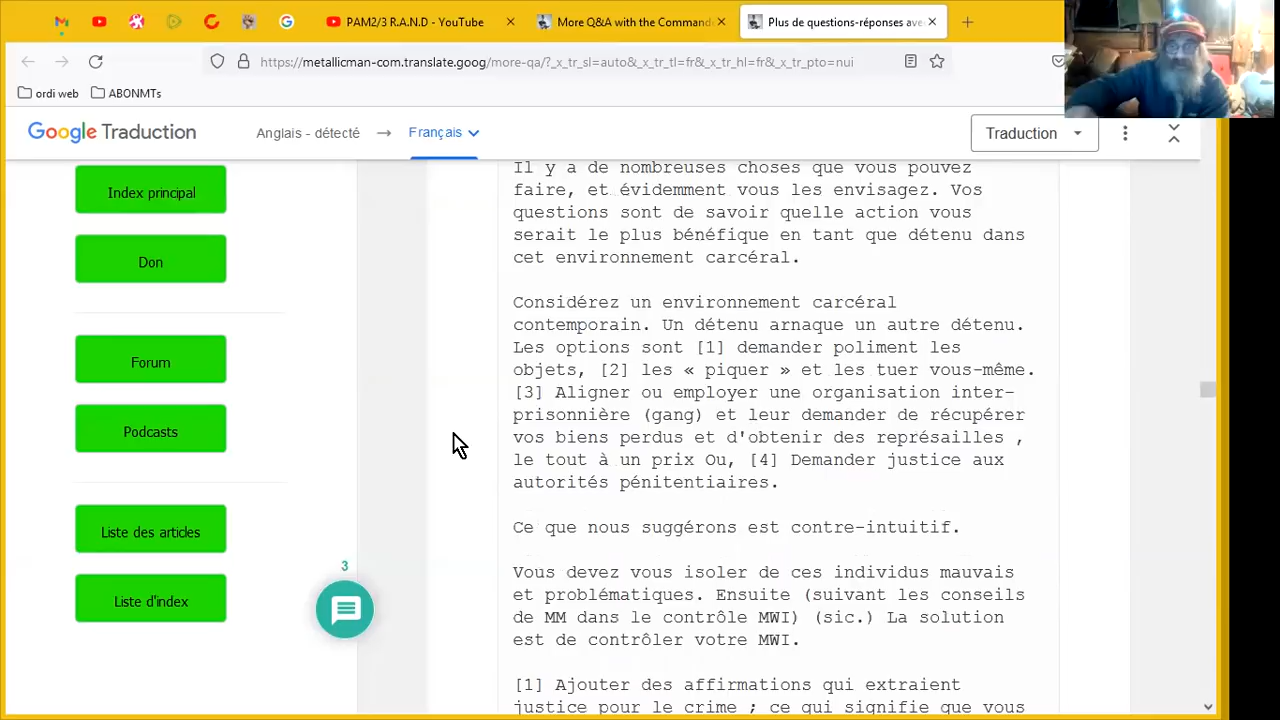 PAM2/3 R.A.N.D - YouTube
More Q&A with the Command
Plus de questions-réponses ave
https://metallicman-com.translate.goog/more-qa/?_x_tr_sl=auto&_x_tr_tl=fr&_x_tr_hl=fr&_x_tr_pto=nui
ordi web
ABONMTs
Google Traduction
Anglais - détecté
Français
Traduction
Index principal
Don
Forum
Podcasts
Liste des articles
Liste d'index
3
Il y a de nombreuses choses que vous pouvez
faire, et évidemment vous les envisagez. Vos
questions sont de savoir quelle action vous
serait le plus bénéfique en tant que détenu dans
cet environnement carcéral.
Considérez un environnement carcéral
contemporain. Un détenu arnaque un autre détenu.
Les options sont [1] demander poliment les
objets, [2] les « piquer » et les tuer vous-même.
[3] Aligner ou employer une organisation inter-
prisonnière (gang) et leur demander de récupérer
vos biens perdus et d'obtenir des représailles ,
le tout à un prix Ou, [4] Demander justice aux
autorités pénitentiaires.
Ce que nous suggérons est contre-intuitif.
Vous devez vous isoler de ces individus mauvais
et problématiques. Ensuite (suivant les conseils
de MM dans le contrôle MWI) (sic.) La solution
est de contrôler votre MWI.
[1] Ajouter des affirmations qui extraient
justice pour le crime ; ce qui signifie que vous